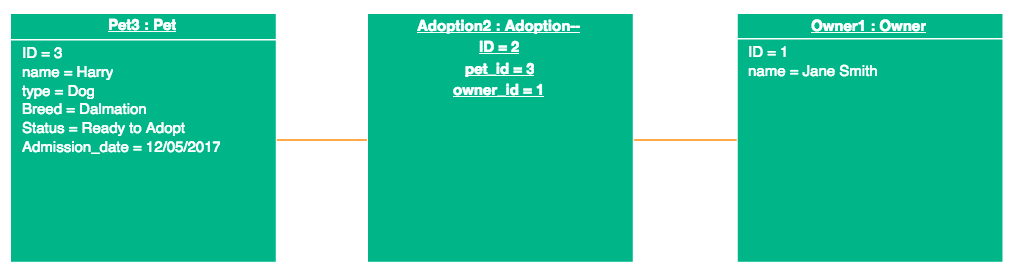 Pet3 : Pet
ID = 3
name = Harry
type = Dog
Breed = Dalmation
Status = Ready to Adopt
Admission_date = 12/05/2017
Adoption2 : Adoption--
ID = 2
pet_id = 3
owner_id = 1
Owner1 : Owner
ID = 1
name = Jane Smith